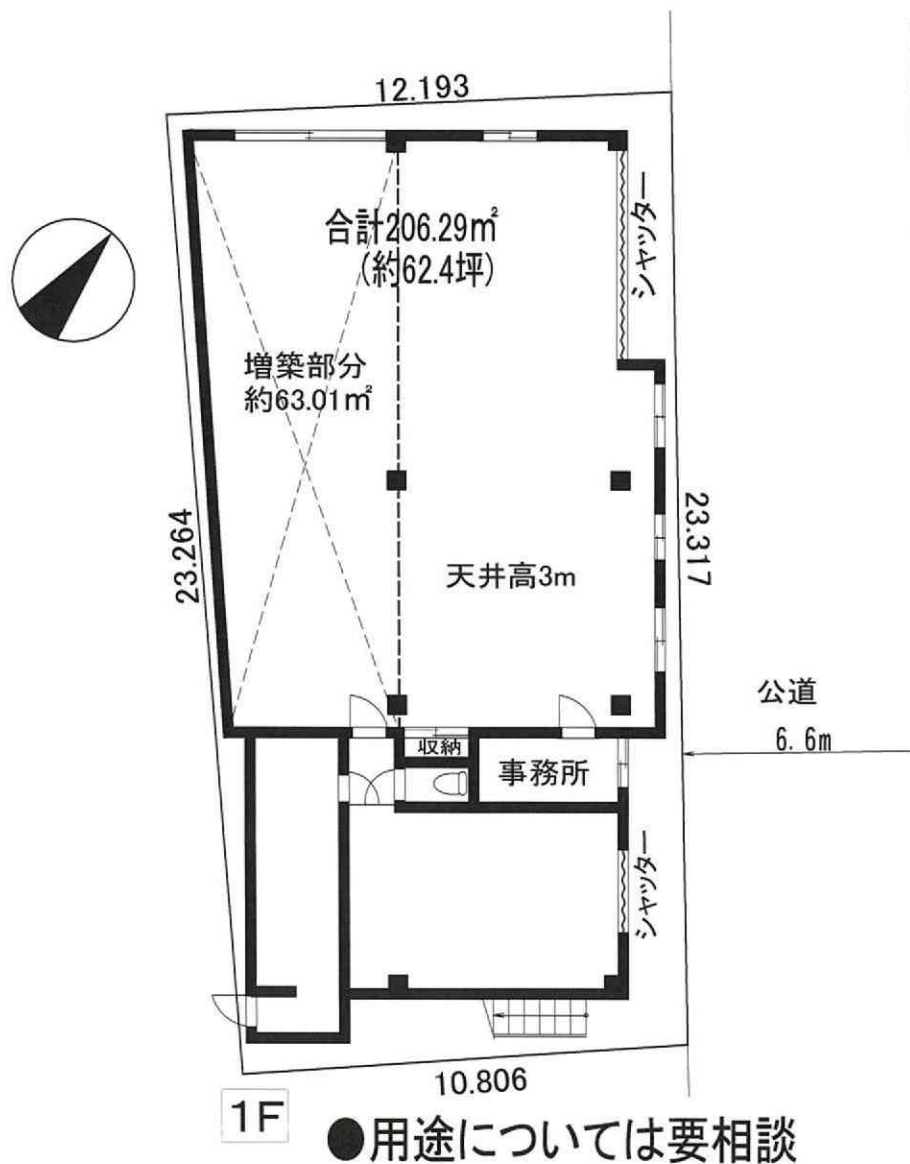 12.193
シャッター
合計206.29㎡
(約62.4坪)
増築部分
約63.01㎡
23.264
23.317
天井高3m
公道
6.6m
収納
事務所
シャッター
10.806
1F
●用途については要相談